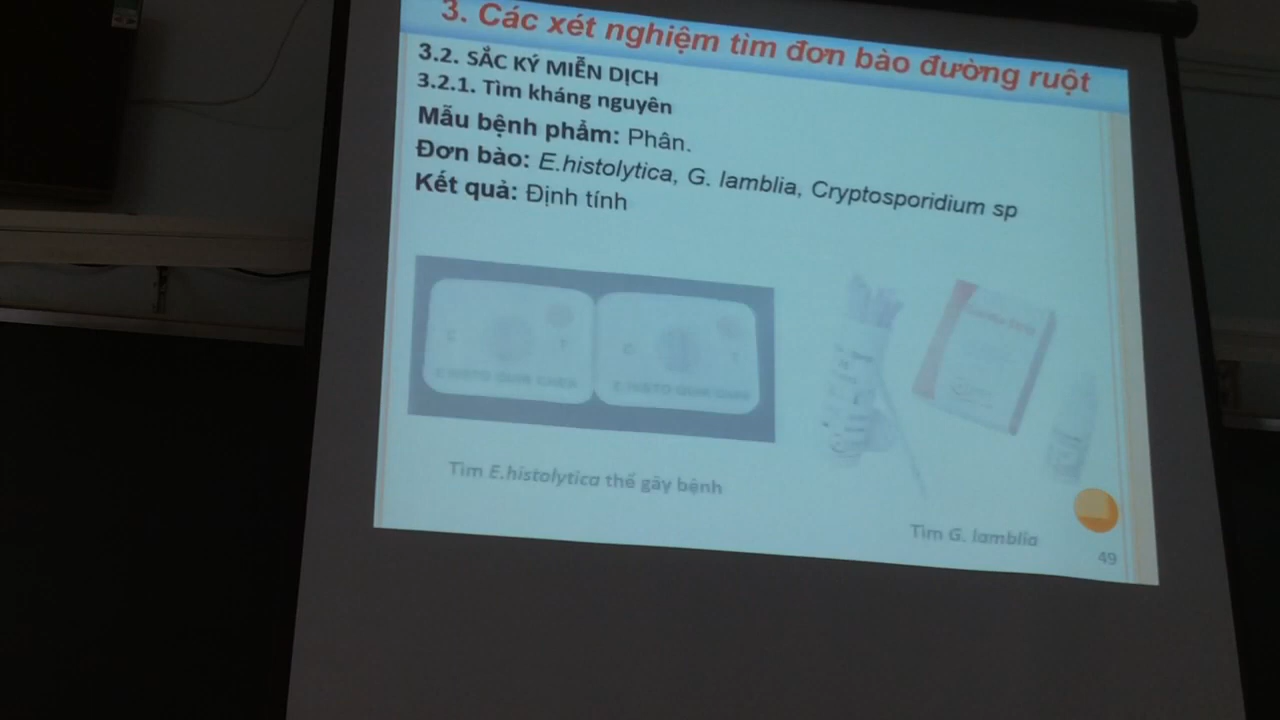 3. Các xét nghiệm tìm đơn bào đường ruột
3.2. SẮC KÝ MIỄN DỊCH
3.2.1. Tìm kháng nguyên
Mẫu bệnh phẩm: Phân.
Đơn bào: E.histolytica, G. lamblia, Cryptosporidium sp
Kết quả: Định tính
C T
C T
Tìm E.histolytica thể gây bệnh
Tìm G. lamblia
49